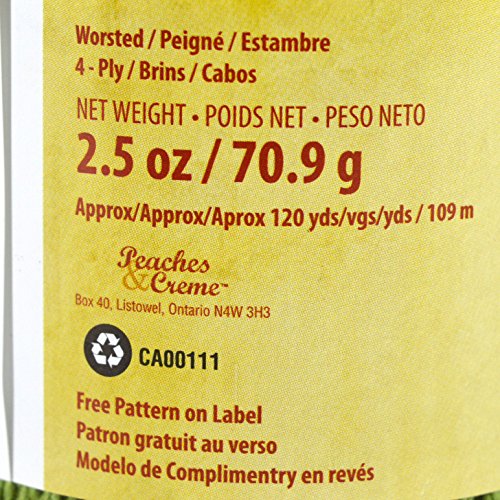 Worsted / Peigné / Estambre
4 - Ply / Brins / Cabos
NET WEIGHT • POIDS NET • PESO NETO
2.5 oz / 70.9 g
Approx/Approx/Aprox 120 yds/vgs/yds / 109 m
Peaches
& Creme™
Box 40, Listowel, Ontario N4W 3H3
CA00111
Free Pattern on Label
Patron gratuit au verso
Modelo de Complimentry en revés